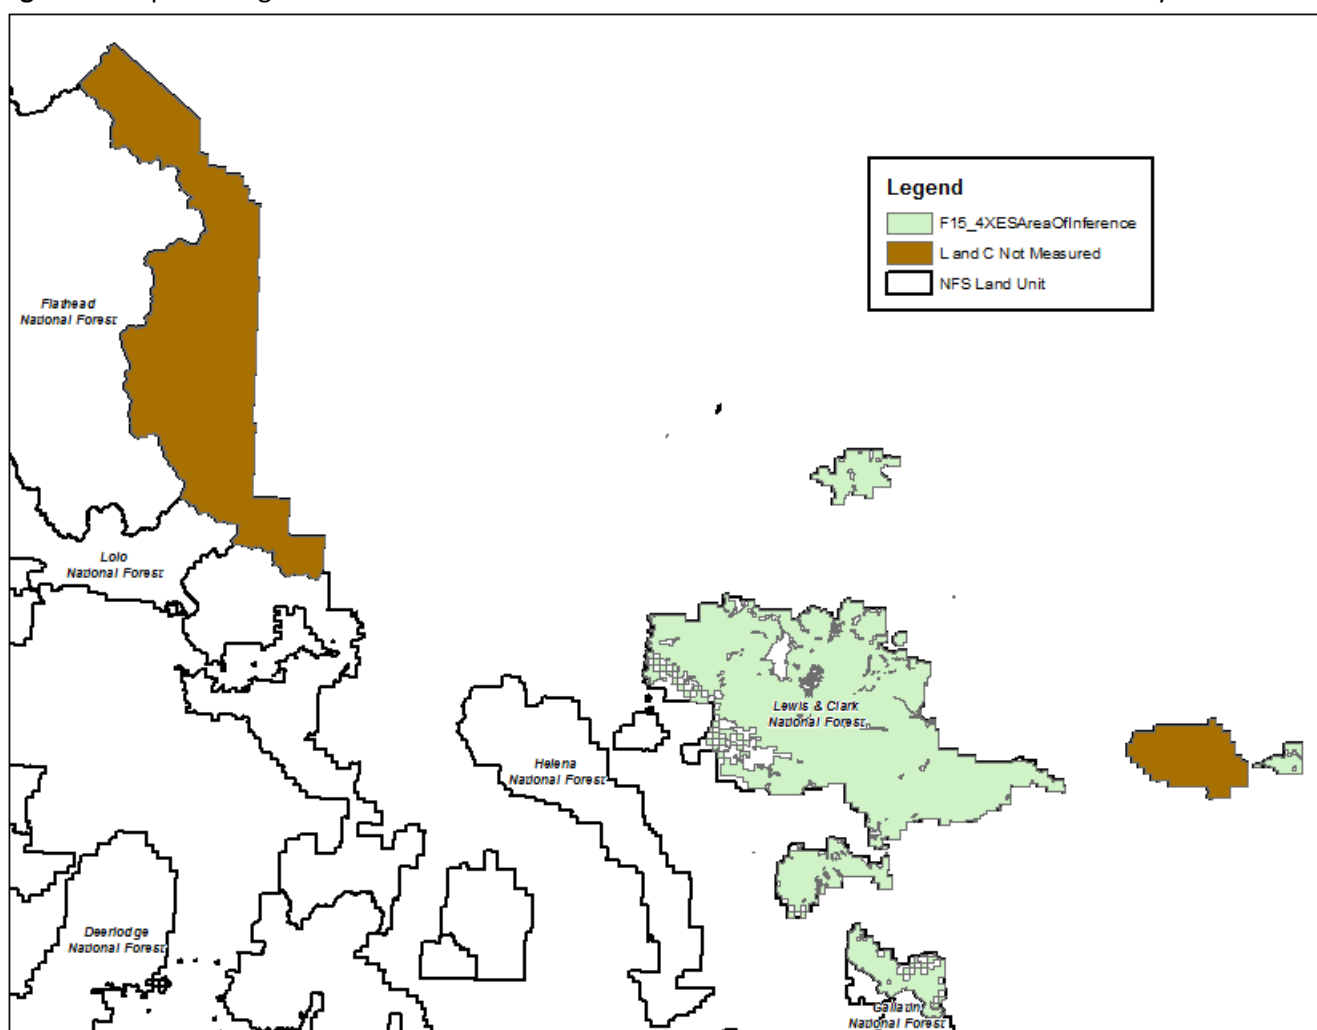 Legend
F15_4XESAreaOfInference
L and C Not Measured
NFS Land Unit
Flathead
National Forest
Lolo
National Forest
Lewis & Clark
National Forest
Helena
National Forest
Deerlodge
National Forest
Gallatin
National Forest